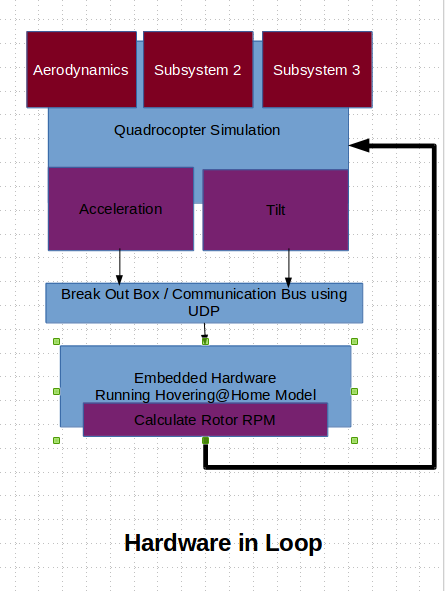 Aerodynamics
Subsystem 2
Subsystem 3
Quadrocopter Simulation
Acceleration
Tilt
Break Out Box / Communication Bus using
UDP
Embedded Hardware
Running Hovering@Home Model
Calculate Rotor RPM
Hardware in Loop